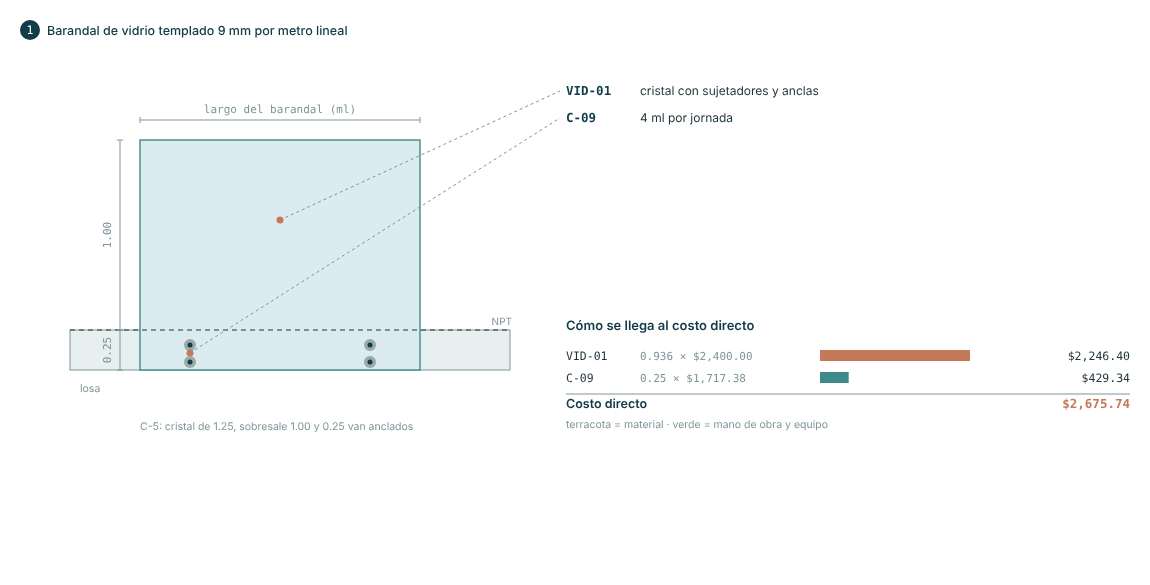 1 Barandal de vidrio templado 9 mm por metro lineal
VID-01 cristal con sujetadores y anclas
largo del barandal (ml)
C-09 4 ml por jornada
1.00
NPT
0.25
losa
C-5: cristal de 1.25, sobresale 1.00 y 0.25 van anclados
Cómo se llega al costo directo
VID-01 0.936 × $2,400.00 $2,246.40
C-09 0.25 × $1,717.38 $429.34
Costo directo $2,675.74
terracota = material · verde = mano de obra y equipo